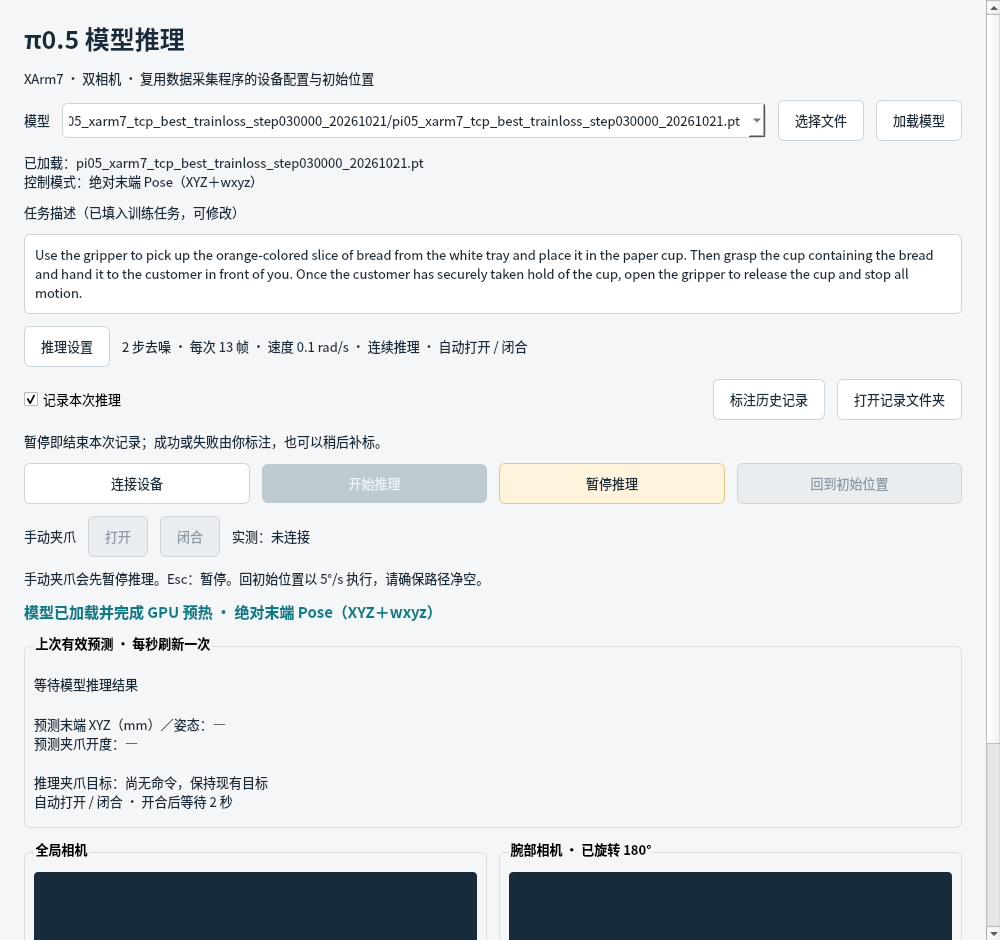 π0.5 模型推理
XArm7 · 双相机 · 复用数据采集程序的设备配置与初始位置
模型
05_xarm7_tcp_best_trainloss_step030000_20261021/pi05_xarm7_tcp_best_trainloss_step030000_20261021.pt
选择文件
加载模型
已加载：pi05_xarm7_tcp_best_trainloss_step030000_20261021.pt
控制模式：绝对末端 Pose（XYZ＋wxyz）
任务描述（已填入训练任务，可修改）
Use the gripper to pick up the orange-colored slice of bread from the white tray and place it in the paper cup. Then grasp the cup containing the bread
and hand it to the customer in front of you. Once the customer has securely taken hold of the cup, open the gripper to release the cup and stop all
motion.
推理设置
2 步去噪 · 每次 13 帧 · 速度 0.1 rad/s · 连续推理 · 自动打开 / 闭合
记录本次推理
标注历史记录
打开记录文件夹
暂停即结束本次记录；成功或失败由你标注，也可以稍后补标。
连接设备
开始推理
暂停推理
回到初始位置
手动夹爪
打开
闭合
实测：未连接
手动夹爪会先暂停推理。Esc：暂停。回初始位置以 5°/s 执行，请确保路径净空。
模型已加载并完成 GPU 预热 · 绝对末端 Pose（XYZ＋wxyz）
上次有效预测 · 每秒刷新一次
等待模型推理结果
预测末端 XYZ（mm）／姿态：—
预测夹爪开度：—
推理夹爪目标：尚无命令，保持现有目标
自动打开 / 闭合 · 开合后等待 2 秒
全局相机
腕部相机 · 已旋转 180°